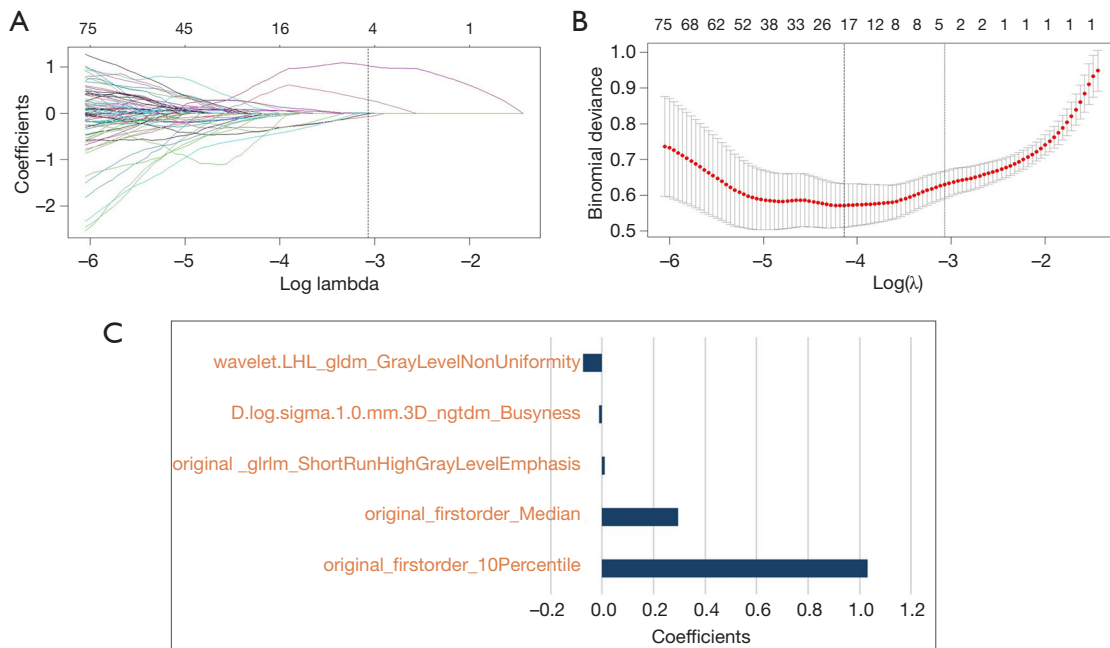 A
75 45 16 4 1
1
0
−1
−2
Coefficients
−6 −5 −4 −3 −2
Log lambda
B
75 68 62 52 38 33 26 17 12 8 8 5 2 2 1 1 1 1 1
1.0
0.9
0.8
0.7
0.6
0.5
Binomial deviance
−6 −5 −4 −3 −2
Log(λ)
C
wavelet.LHL_gldm_GrayLevelNonUniformity
D.log.sigma.1.0.mm.3D_ngtdm_Busyness
original _glrlm_ShortRunHighGrayLevelEmphasis
original_firstorder_Median
original_firstorder_10Percentile
−0.2 0.0 0.2 0.4 0.6 0.8 1.0 1.2
Coefficients